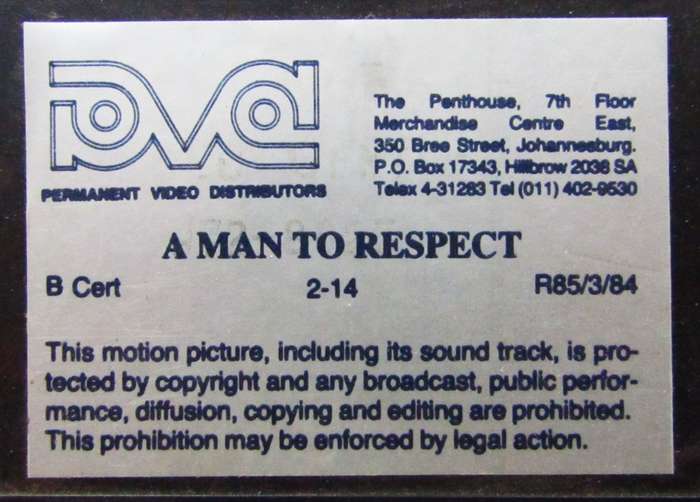 pvd
PERMANENT VIDEO DISTRIBUTORS
The Penthouse, 7th Floor
Merchandise Centre East,
350 Bree Street, Johannesburg.
P.O. Box 17343, Hillbrow 2038 SA
Telex 4-31283 Tel (011) 402-9530
A MAN TO RESPECT
B Cert 2-14 R85/3/84
This motion picture, including its sound track, is pro-
tected by copyright and any broadcast, public perfor-
mance, diffusion, copying and editing are prohibited.
This prohibition may be enforced by legal action.